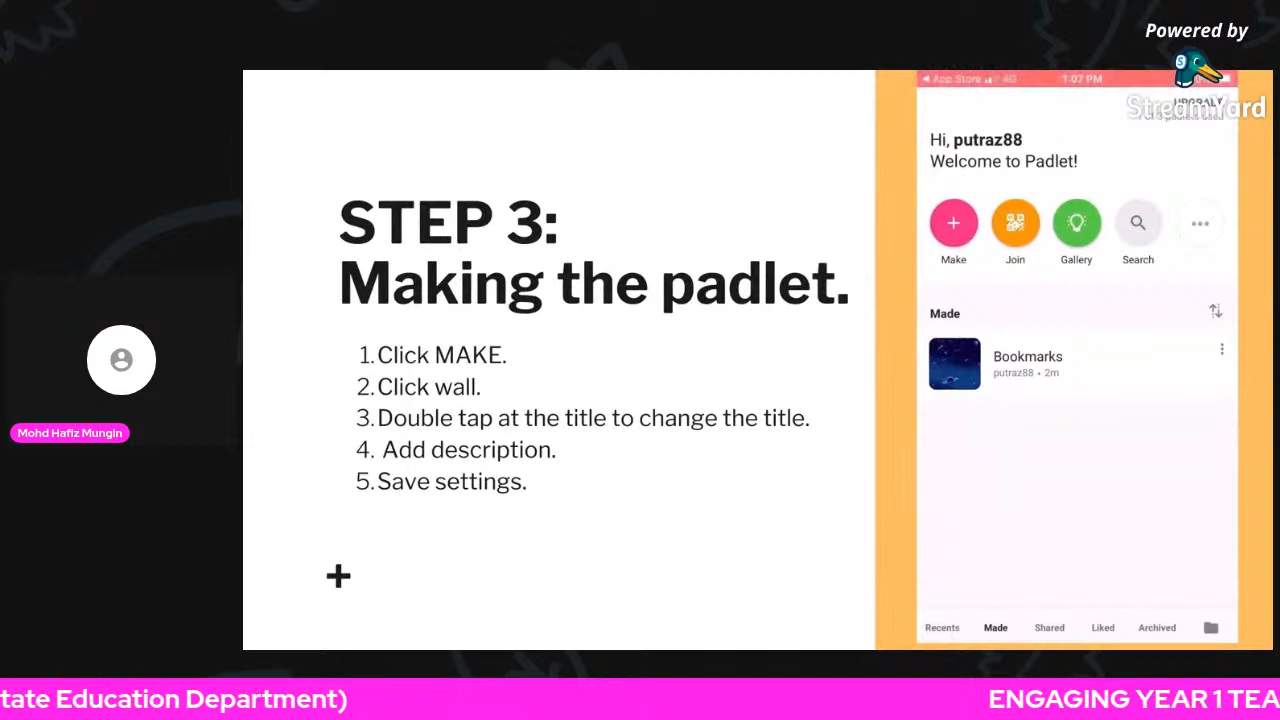 Powered by
StreamYard
STEP 3:
Making the padlet.
1. Click MAKE.
2. Click wall.
3. Double tap at the title to change the title.
4. Add description.
5. Save settings.
App Store 4G 1:07 PM
Hi, putraz88
Welcome to Padlet!
Make Join Gallery Search
Made
Bookmarks
putraz88 • 2m
Recents Made Shared Liked Archived
Mohd Hafiz Mungin
tate Education Department) ENGAGING YEAR 1 TEA